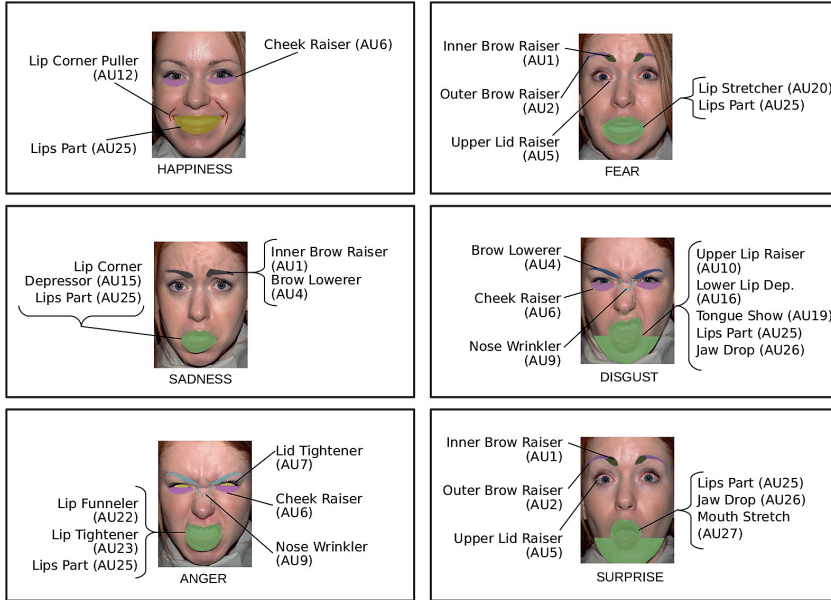 Lip Corner Puller
(AU12)
Cheek Raiser (AU6)
Lips Part (AU25)
HAPPINESS
Inner Brow Raiser
(AU1)
Outer Brow Raiser
(AU2)
Upper Lid Raiser
(AU5)
Lip Stretcher (AU20)
Lips Part (AU25)
FEAR
Lip Corner
Depressor (AU15)
Lips Part (AU25)
Inner Brow Raiser
(AU1)
Brow Lowerer
(AU4)
SADNESS
Brow Lowerer
(AU4)
Cheek Raiser
(AU6)
Nose Wrinkler
(AU9)
Upper Lip Raiser
(AU10)
Lower Lip Dep.
(AU16)
Tongue Show (AU19)
Lips Part (AU25)
Jaw Drop (AU26)
DISGUST
Lip Funneler
(AU22)
Lip Tightener
(AU23)
Lips Part (AU25)
Lid Tightener
(AU7)
Cheek Raiser
(AU6)
Nose Wrinkler
(AU9)
ANGER
Inner Brow Raiser
(AU1)
Outer Brow Raiser
(AU2)
Upper Lid Raiser
(AU5)
Lips Part (AU25)
Jaw Drop (AU26)
Mouth Stretch
(AU27)
SURPRISE